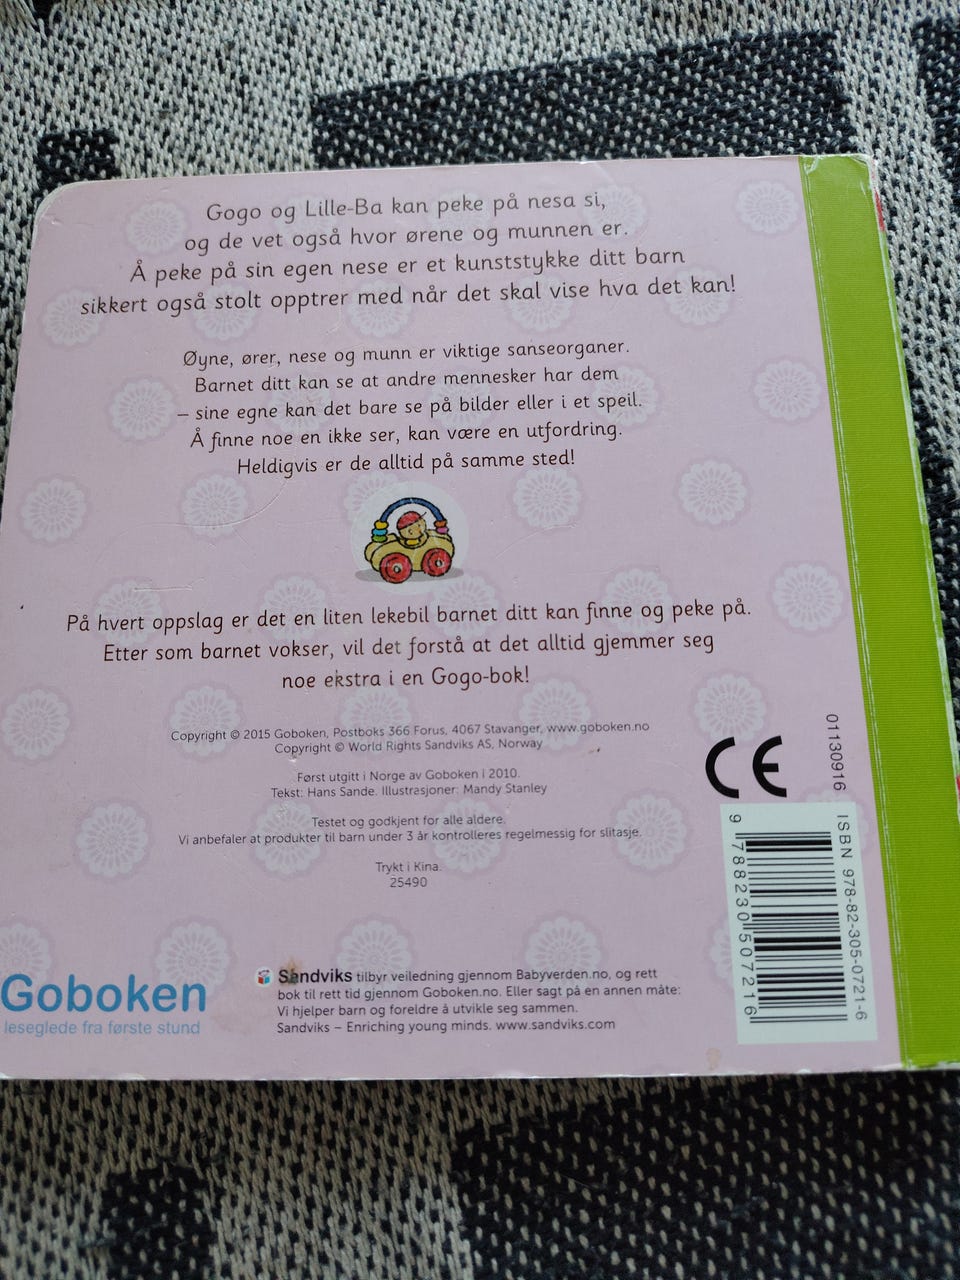 Gogo og Lille-Ba kan peke på nesa si,
og de vet også hvor ørene og munnen er.
Å peke på sin egen nese er et kunststykke ditt barn
sikkert også stolt opptrer med når det skal vise hva det kan!
Øyne, ører, nese og munn er viktige sanseorganer.
Barnet ditt kan se at andre mennesker har dem
– sine egne kan det bare se på bilder eller i et speil.
Å finne noe en ikke ser, kan være en utfordring.
Heldigvis er de alltid på samme sted!
På hvert oppslag er det en liten lekebil barnet ditt kan finne og peke på.
Etter som barnet vokser, vil det forstå at det alltid gjemmer seg
noe ekstra i en Gogo-bok!
Copyright © 2015 Goboken, Postboks 366 Forus, 4067 Stavanger, www.goboken.no
Copyright © World Rights Sandviks AS, Norway
Først utgitt i Norge av Goboken i 2010.
Tekst: Hans Sande. Illustrasjoner: Mandy Stanley
Testet og godkjent for alle aldere.
Vi anbefaler at produkter til barn under 3 år kontrolleres regelmessig for slitasje.
Trykt i Kina.
25490
CE
01130916
ISBN 978-82-305-0721-6
9 788230 507216
Goboken
leseglede fra første stund
Sandviks tilbyr veiledning gjennom Babyverden.no, og rett
bok til rett tid gjennom Goboken.no. Eller sagt på en annen måte:
Vi hjelper barn og foreldre å utvikle seg sammen.
Sandviks – Enriching young minds. www.sandviks.com